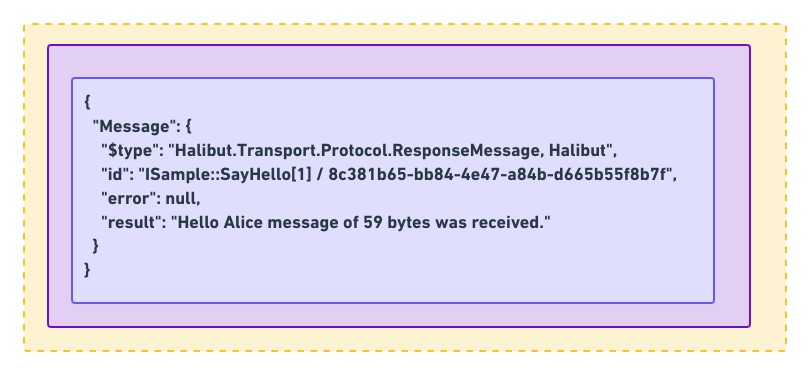 {
"Message": {
"$type": "Halibut.Transport.Protocol.ResponseMessage, Halibut",
"id": "ISample::SayHello[1] / 8c381b65-bb84-4e47-a84b-d665b55f8b7f",
"error": null,
"result": "Hello Alice message of 59 bytes was received."
}
}